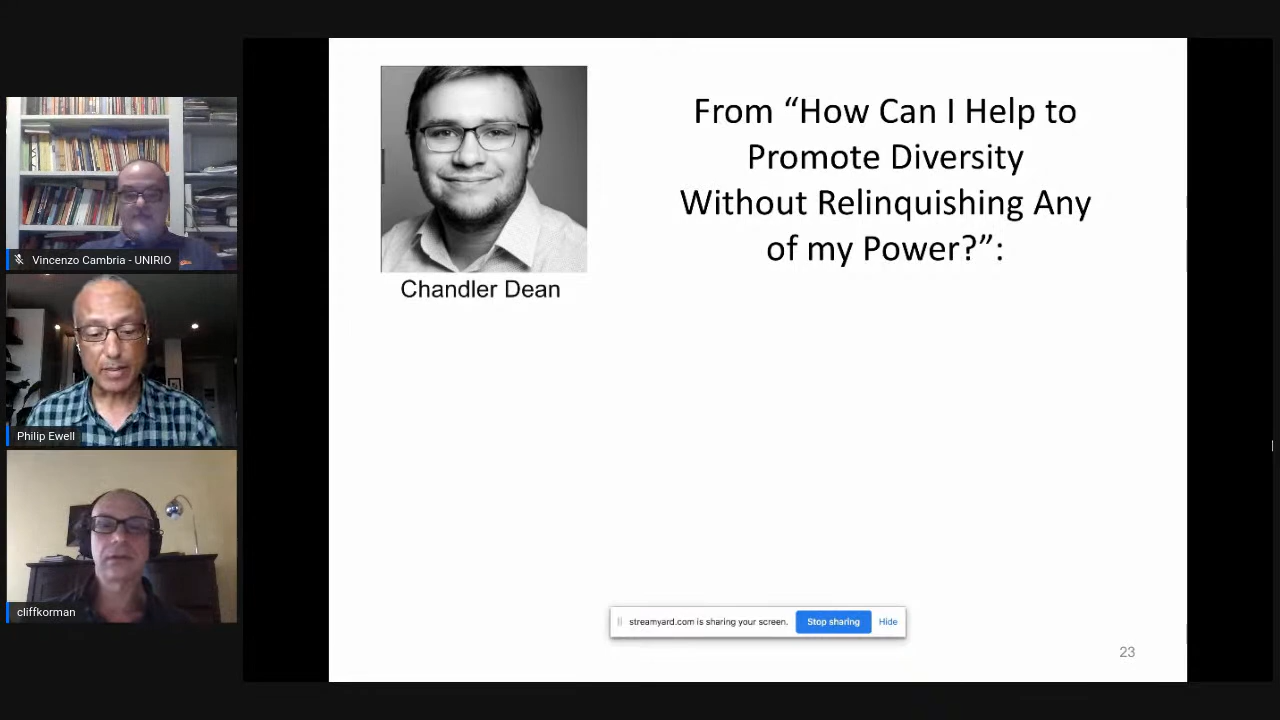 Vincenzo Cambria - UNIRIO
Philip Ewell
cliffkorman
Chandler Dean
From “How Can I Help to
Promote Diversity
Without Relinquishing Any
of my Power?”:
streamyard.com is sharing your screen.
Stop sharing
Hide
23